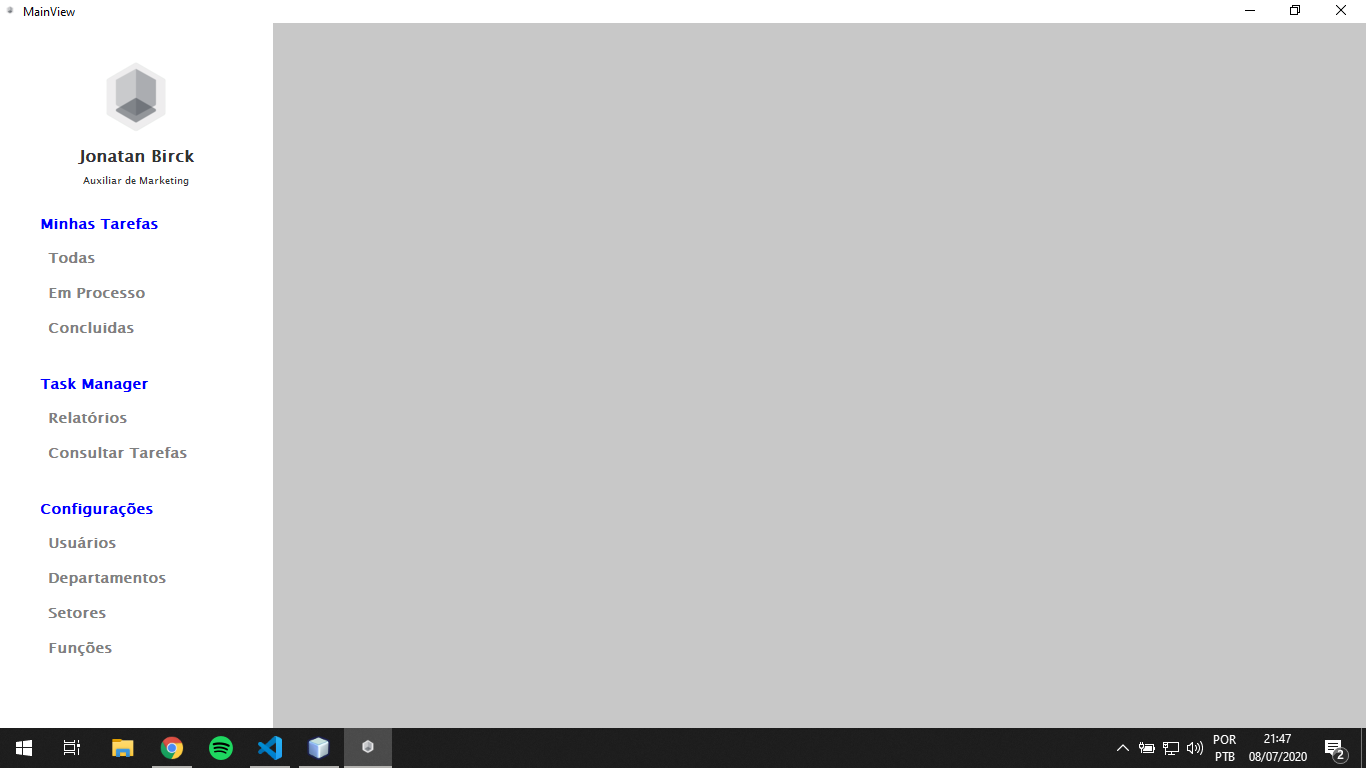 MainView
Jonatan Birck
Auxiliar de Marketing
Minhas Tarefas
Todas
Em Processo
Concluidas
Task Manager
Relatórios
Consultar Tarefas
Configurações
Usuários
Departamentos
Setores
Funções
POR
PTB
21:47
08/07/2020
2